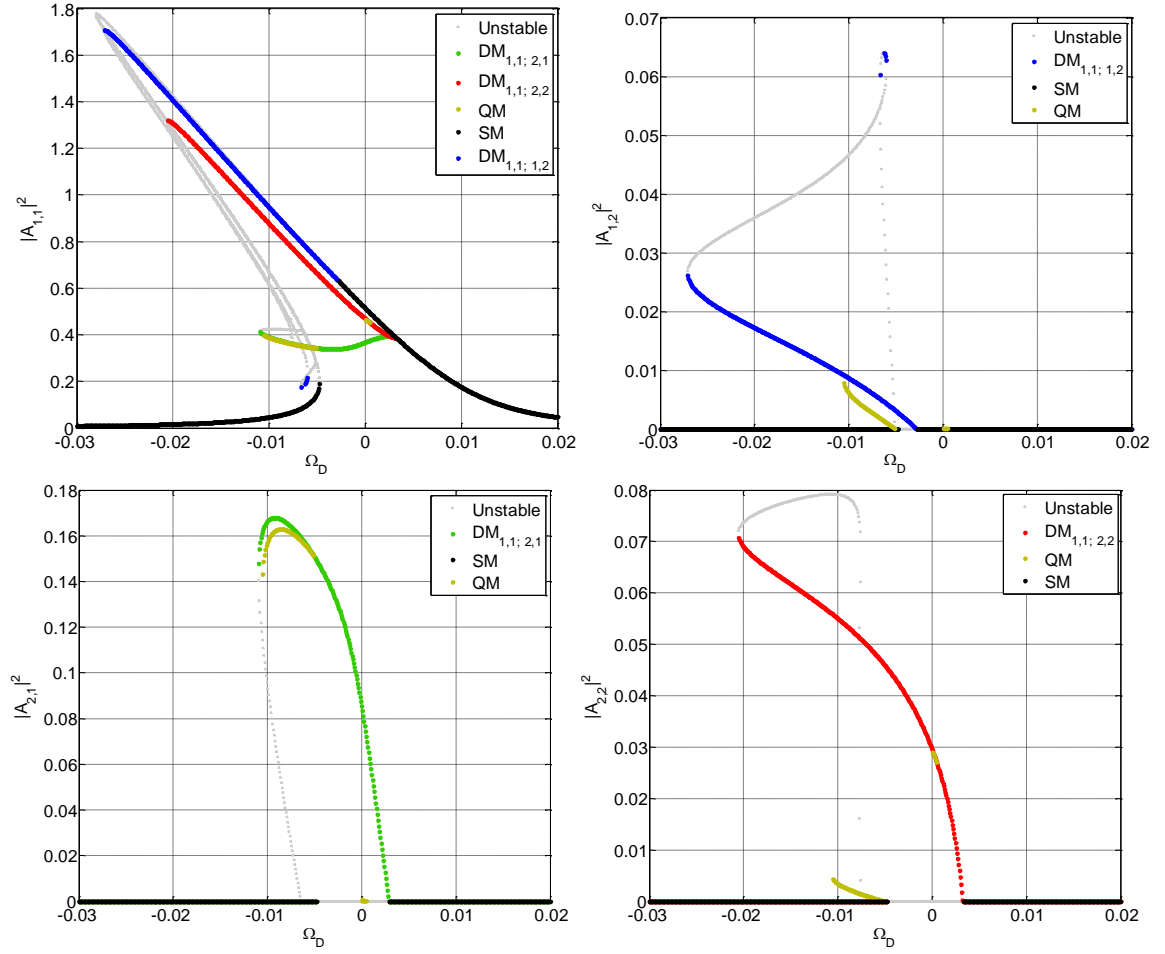 1.8
1.6
1.4
1.2
1
0.8
0.6
0.4
0.2
0
-0.03
-0.02
-0.01
0
0.01
0.02
|A1,1|²
ΩD
Unstable
DM1,1; 2,1
DM1,1; 2,2
QM
SM
DM1,1; 1,2
0.07
0.06
0.05
0.04
0.03
0.02
0.01
0
-0.03
-0.02
-0.01
0
0.01
0.02
|A1,2|²
ΩD
Unstable
DM1,1; 1,2
SM
QM
0.18
0.16
0.14
0.12
0.1
0.08
0.06
0.04
0.02
0
-0.03
-0.02
-0.01
0
0.01
0.02
|A2,1|²
ΩD
Unstable
DM1,1; 2,1
SM
QM
0.08
0.07
0.06
0.05
0.04
0.03
0.02
0.01
0
-0.03
-0.02
-0.01
0
0.01
0.02
|A2,2|²
ΩD
Unstable
DM1,1; 2,2
QM
SM